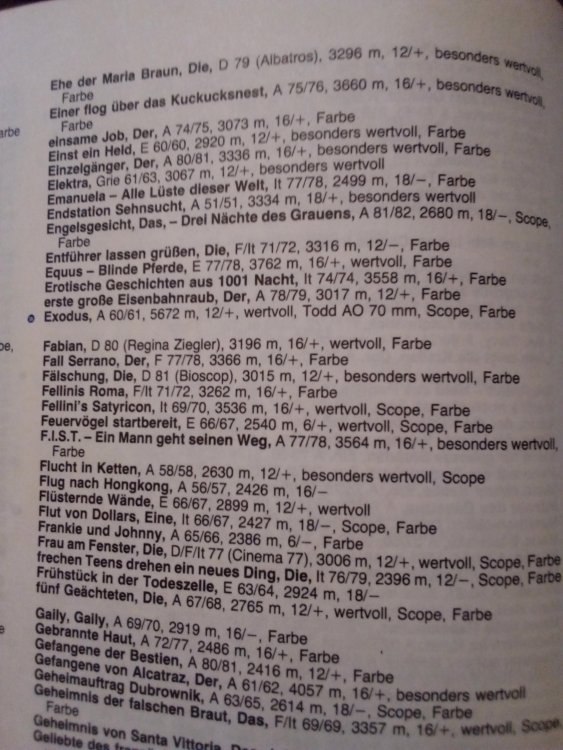 Ehe der Maria Braun, Die, D 79 (Albatros), 3296 m, 12/+, besonders wertvoll,
Farbe
Einer flog über das Kuckucksnest, A 75/76, 3660 m, 16/+, besonders wertvoll,
arbe
Farbe
einsame Job, Der, A 74/75, 3073 m, 16/+, Farbe
Einst ein Held, E 60/60, 2920 m, 12/+, besonders wertvoll, Farbe
Einzelgänger, Der, A 80/81, 3336 m, 16/+, besonders wertvoll, Farbe
Elektra, Grie 61/63, 3067 m, 12/+, besonders wertvoll
Emanuela – Alle Lüste dieser Welt, It 77/78, 2499 m, 18/–, Farbe
Endstation Sehnsucht, A 51/51, 3334 m, 18/+, besonders wertvoll
Engelsgesicht, Das, – Drei Nächte des Grauens, A 81/82, 2680 m, 18/–, Scope,
Farbe
Entführer lassen grüßen, Die, F/It 71/72, 3316 m, 12/–, Farbe
Equus – Blinde Pferde, E 77/78, 3762 m, 16/+, wertvoll, Farbe
Erotische Geschichten aus 1001 Nacht, It 74/74, 3558 m, 16/+, Farbe
erste große Eisenbahnraub, Der, A 78/79, 3017 m, 12/+, Farbe
Exodus, A 60/61, 5672 m, 12/+, wertvoll, Todd AO 70 mm, Scope, Farbe
be,
Fabian, D 80 (Regina Ziegler), 3196 m, 16/+, wertvoll, Farbe
Fall Serrano, Der, F 77/78, 3366 m, 16/+, Farbe
Fälschung, Die, D 81 (Bioscop), 3015 m, 12/+, besonders wertvoll, Farbe
Fellinis Roma, F/It 71/72, 3262 m, 16/+, Farbe
Fellini's Satyricon, It 69/70, 3536 m, 16/+, wertvoll, Scope, Farbe
Feuervögel startbereit, E 66/67, 2540 m, 6/+, wertvoll, Scope, Farbe
F.I.S.T. – Ein Mann geht seinen Weg, A 77/78, 3564 m, 16/+, besonders wertvoll,
Farbe
Flucht in Ketten, A 58/58, 2630 m, 12/+, besonders wertvoll, Scope
Flug nach Hongkong, A 56/57, 2426 m, 16/–
Flüsternde Wände, E 66/67, 2899 m, 12/+, wertvoll
Flut von Dollars, Eine, It 66/67, 2427 m, 18/–, Scope, Farbe
Frankie und Johnny, A 65/66, 2386 m, 6/–, Farbe
Frau am Fenster, Die, D/F/It 77 (Cinema 77), 3006 m, 12/+, wertvoll, Scope, Farbe
frechen Teens drehen ein neues Ding, Die, It 76/79, 2396 m, 12/–, Scope, Farbe
Frühstück in der Todeszelle, E 63/64, 2924 m, 18/–
fünf Geächteten, Die, A 67/68, 2765 m, 12/+, wertvoll, Scope, Farbe
e
Gaily, Gaily, A 69/70, 2919 m, 16/–, Farbe
Gebrannte Haut, A 72/77, 2486 m, 16/+, Farbe
Gefangene der Bestien, A 80/81, 2416 m, 12/+, Farbe
Gefangene von Alcatraz, Der, A 61/62, 4057 m, 16/+, besonders wertvoll
Geheimauftrag Dubrownik, A 63/65, 2614 m, 18/–, Scope, Farbe
Geheimnis der falschen Braut, Das, F/It 69/69, 3357 m, 16/+, wertvoll, Scope,
Farbe
Geheimnis von Santa Vittoria,
Geliebte des